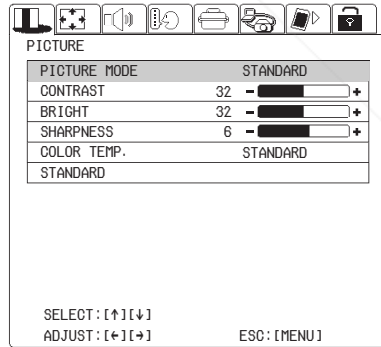 PICTURE
PICTURE MODE STANDARD
CONTRAST 32 - +
BRIGHT 32 - +
SHARPNESS 6 - +
COLOR TEMP. STANDARD
STANDARD
SELECT:[↑][↓]
ADJUST:[←][→] ESC:[MENU]